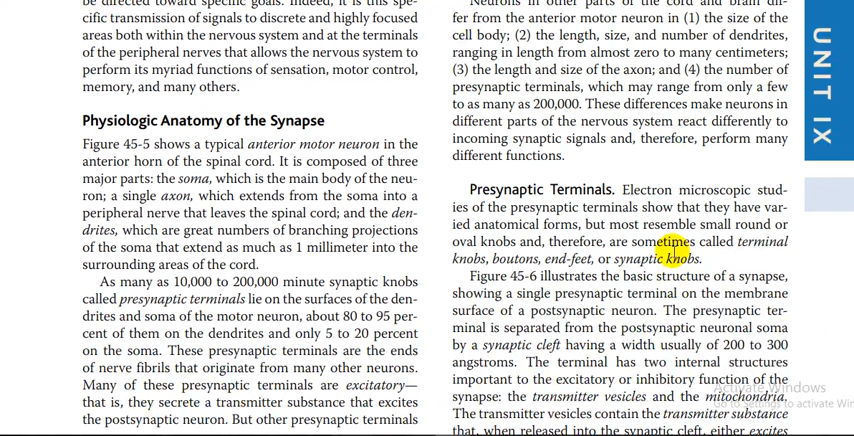 be directed toward specific goals. Indeed, it is this spe-
cific transmission of signals to discrete and highly focused
areas both within the nervous system and at the terminals
of the peripheral nerves that allows the nervous system to
perform its myriad functions of sensation, motor control,
memory, and many others.
Physiologic Anatomy of the Synapse
Figure 45-5 shows a typical anterior motor neuron in the
anterior horn of the spinal cord. It is composed of three
major parts: the soma, which is the main body of the neu-
ron; a single axon, which extends from the soma into a
peripheral nerve that leaves the spinal cord; and the den-
drites, which are great numbers of branching projections
of the soma that extend as much as 1 millimeter into the
surrounding areas of the cord.
As many as 10,000 to 200,000 minute synaptic knobs
called presynaptic terminals lie on the surfaces of the den-
drites and soma of the motor neuron, about 80 to 95 per-
cent of them on the dendrites and only 5 to 20 percent
on the soma. These presynaptic terminals are the ends
of nerve fibrils that originate from many other neurons.
Many of these presynaptic terminals are excitatory—
that is, they secrete a transmitter substance that excites
the postsynaptic neuron. But other presynaptic terminals
Neurons in other parts of the cord and brain dif-
fer from the anterior motor neuron in (1) the size of the
cell body; (2) the length, size, and number of dendrites,
ranging in length from almost zero to many centimeters;
(3) the length and size of the axon; and (4) the number of
presynaptic terminals, which may range from only a few
to as many as 200,000. These differences make neurons in
different parts of the nervous system react differently to
incoming synaptic signals and, therefore, perform many
different functions.
Presynaptic Terminals. Electron microscopic stud-
ies of the presynaptic terminals show that they have var-
ied anatomical forms, but most resemble small round or
oval knobs and, therefore, are sometimes called terminal
knobs, boutons, end-feet, or synaptic knobs.
Figure 45-6 illustrates the basic structure of a synapse,
showing a single presynaptic terminal on the membrane
surface of a postsynaptic neuron. The presynaptic ter-
minal is separated from the postsynaptic neuronal soma
by a synaptic cleft having a width usually of 200 to 300
angstroms. The terminal has two internal structures
important to the excitatory or inhibitory function of the
synapse: the transmitter vesicles and the mitochondria.
The transmitter vesicles contain the transmitter substance
that, when released into the synaptic cleft, either excites
UNIT IX
Activate Windows
Go to Settings to activate Win